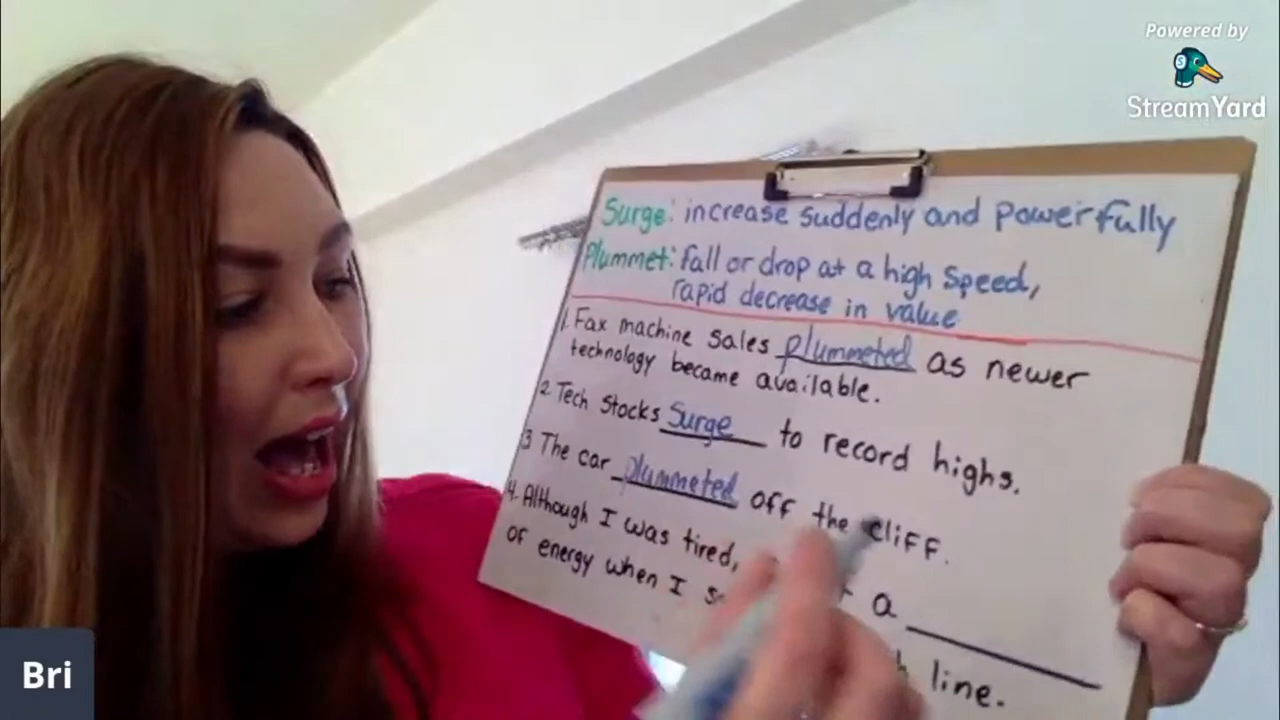 Powered by
StreamYard
Surge: increase suddenly and powerfully
Plummet: fall or drop at a high speed,
rapid decrease in value
1. Fax machine sales plummeted as newer
technology became available.
2 Tech stocks Surge to record highs.
3 The car plummeted off the cliff.
4. Although I was tired, a
of energy when I line.
Bri